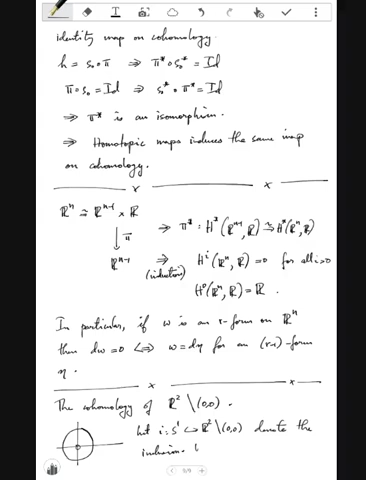 identity map on cohomology.
h = s₀∘π ⇒ π*∘s₀* = Id
π∘s₀ = Id ⇒ s₀*∘π* = Id
⇒ π* is an isomorphism.
⇒ Homotopic maps induces the same map
on cohomology.
x x
ℝⁿ ≅ ℝⁿ⁻¹ × ℝ
↓ π ⇒ π* : H*(ℝⁿ⁻¹, ℝ) ≅ H*(ℝⁿ, ℝ)
ℝⁿ⁻¹ ⇒ (induction) Hⁱ(ℝⁿ, ℝ) = 0 for all i>0
H⁰(ℝⁿ, ℝ) = ℝ.
In particular, if ω is an r-form on ℝⁿ
then dω = 0 ⇔ ω = dη for an (r-1)-form
η.
x x
The cohomology of ℝ² \ (0,0).
Let i: S¹ ↪ ℝ² \ (0,0) denote the
inclusion.
9/9